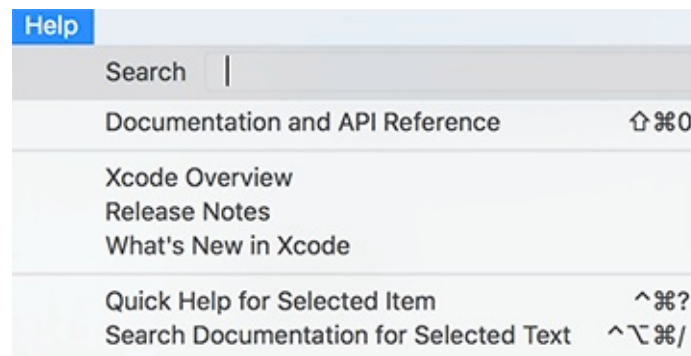 Help
Search
Documentation and API Reference ⇧⌘0
Xcode Overview
Release Notes
What's New in Xcode
Quick Help for Selected Item ^⌘?
Search Documentation for Selected Text ^⌥⌘/